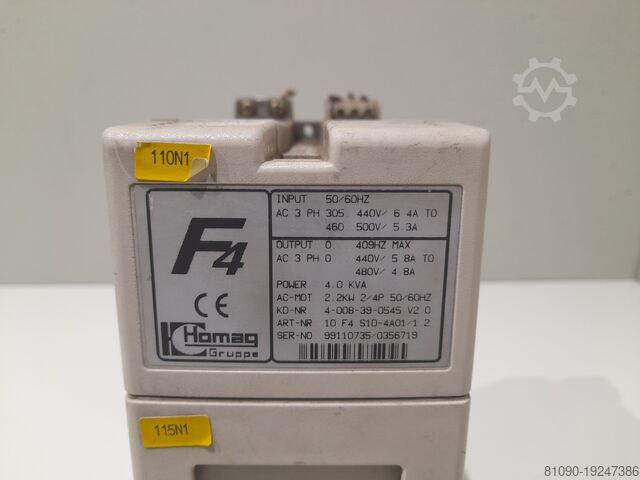 110N1
F4
CE
Homag
Gruppe
INPUT 50/60HZ
AC 3 PH 305. 440V/ 6 4A TO
460. 500V/ 5 3A
OUTPUT 0 409HZ MAX
AC 3 PH 0 440V/ 5 8A TO
480V/ 4 8A
POWER 4.0 KVA
AC-MOT 2.2KW 2/4P 50/60HZ
KD-NR 4-008-39-0545 V2 0
ART-NR 10 F4 S1D-4A01/1 2
SER-NO 99110735/0356719
115N1
81090-19247386